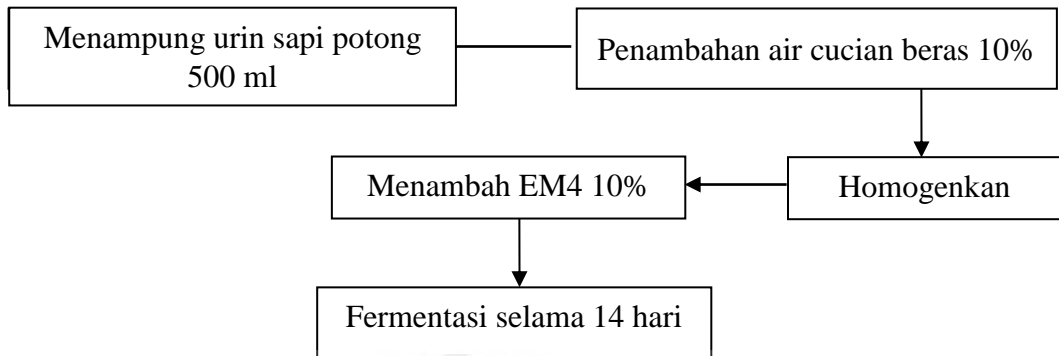 Menampung urin sapi potong
500 ml
Penambahan air cucian beras 10%
Homogenkan
Menambah EM4 10%
Fermentasi selama 14 hari